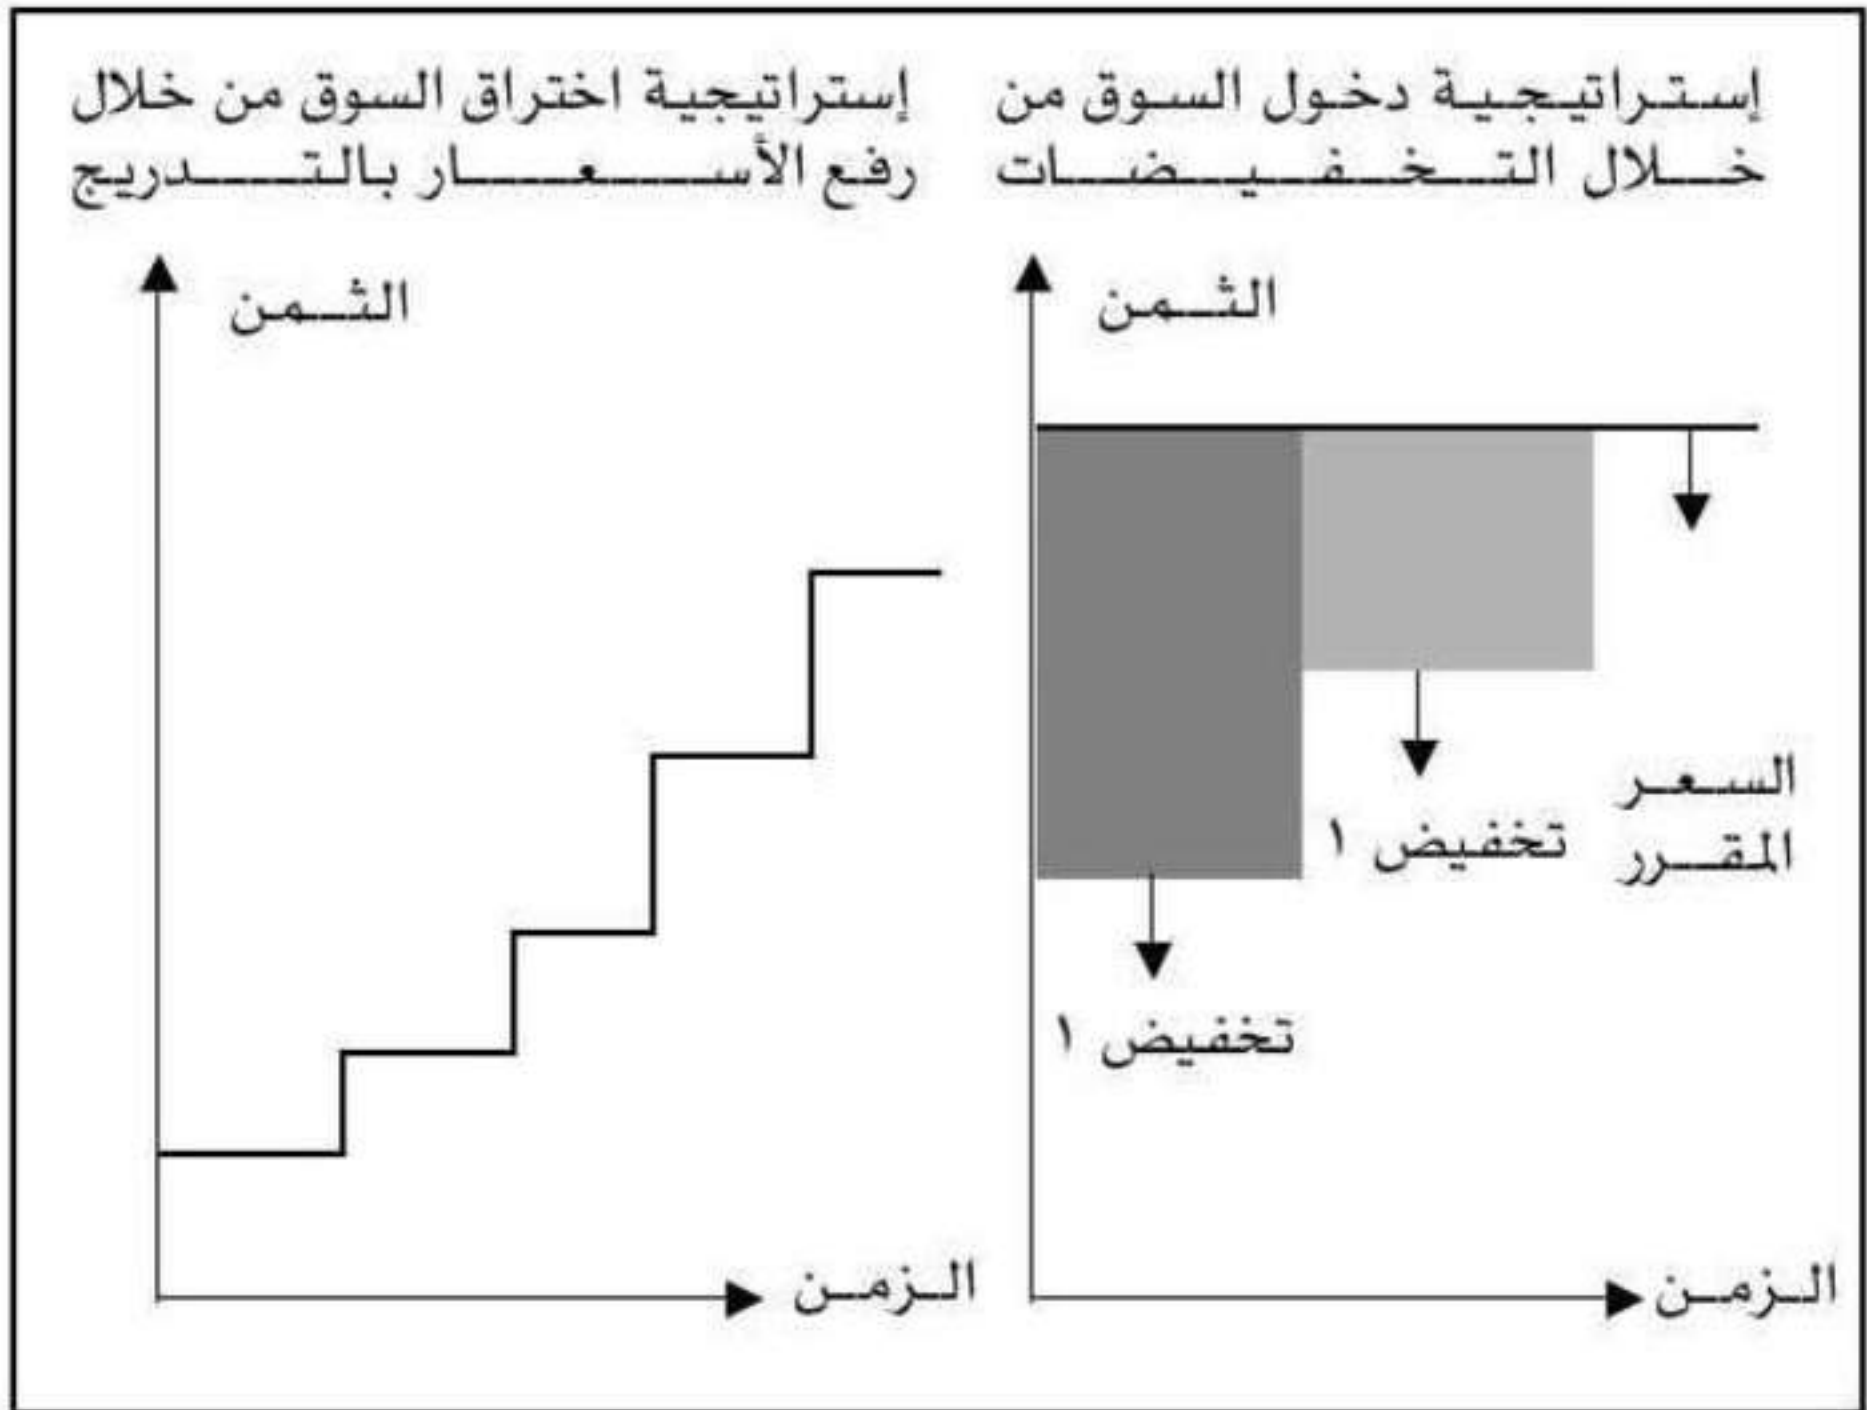 إستراتيجية دخول السوق من
خلال التخفيضات
الثمن
السعر
المقرر
تخفيض ١
تخفيض ١
الزمن
إستراتيجية اختراق السوق من خلال
رفع الأسعار بالتدريج
الثمن
الزمن